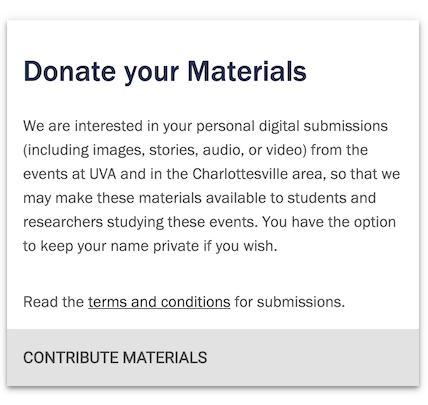 Donate your Materials
We are interested in your personal digital submissions
(including images, stories, audio, or video) from the
events at UVA and in the Charlottesville area, so that we
may make these materials available to students and
researchers studying these events. You have the option
to keep your name private if you wish.
Read the terms and conditions for submissions.
CONTRIBUTE MATERIALS